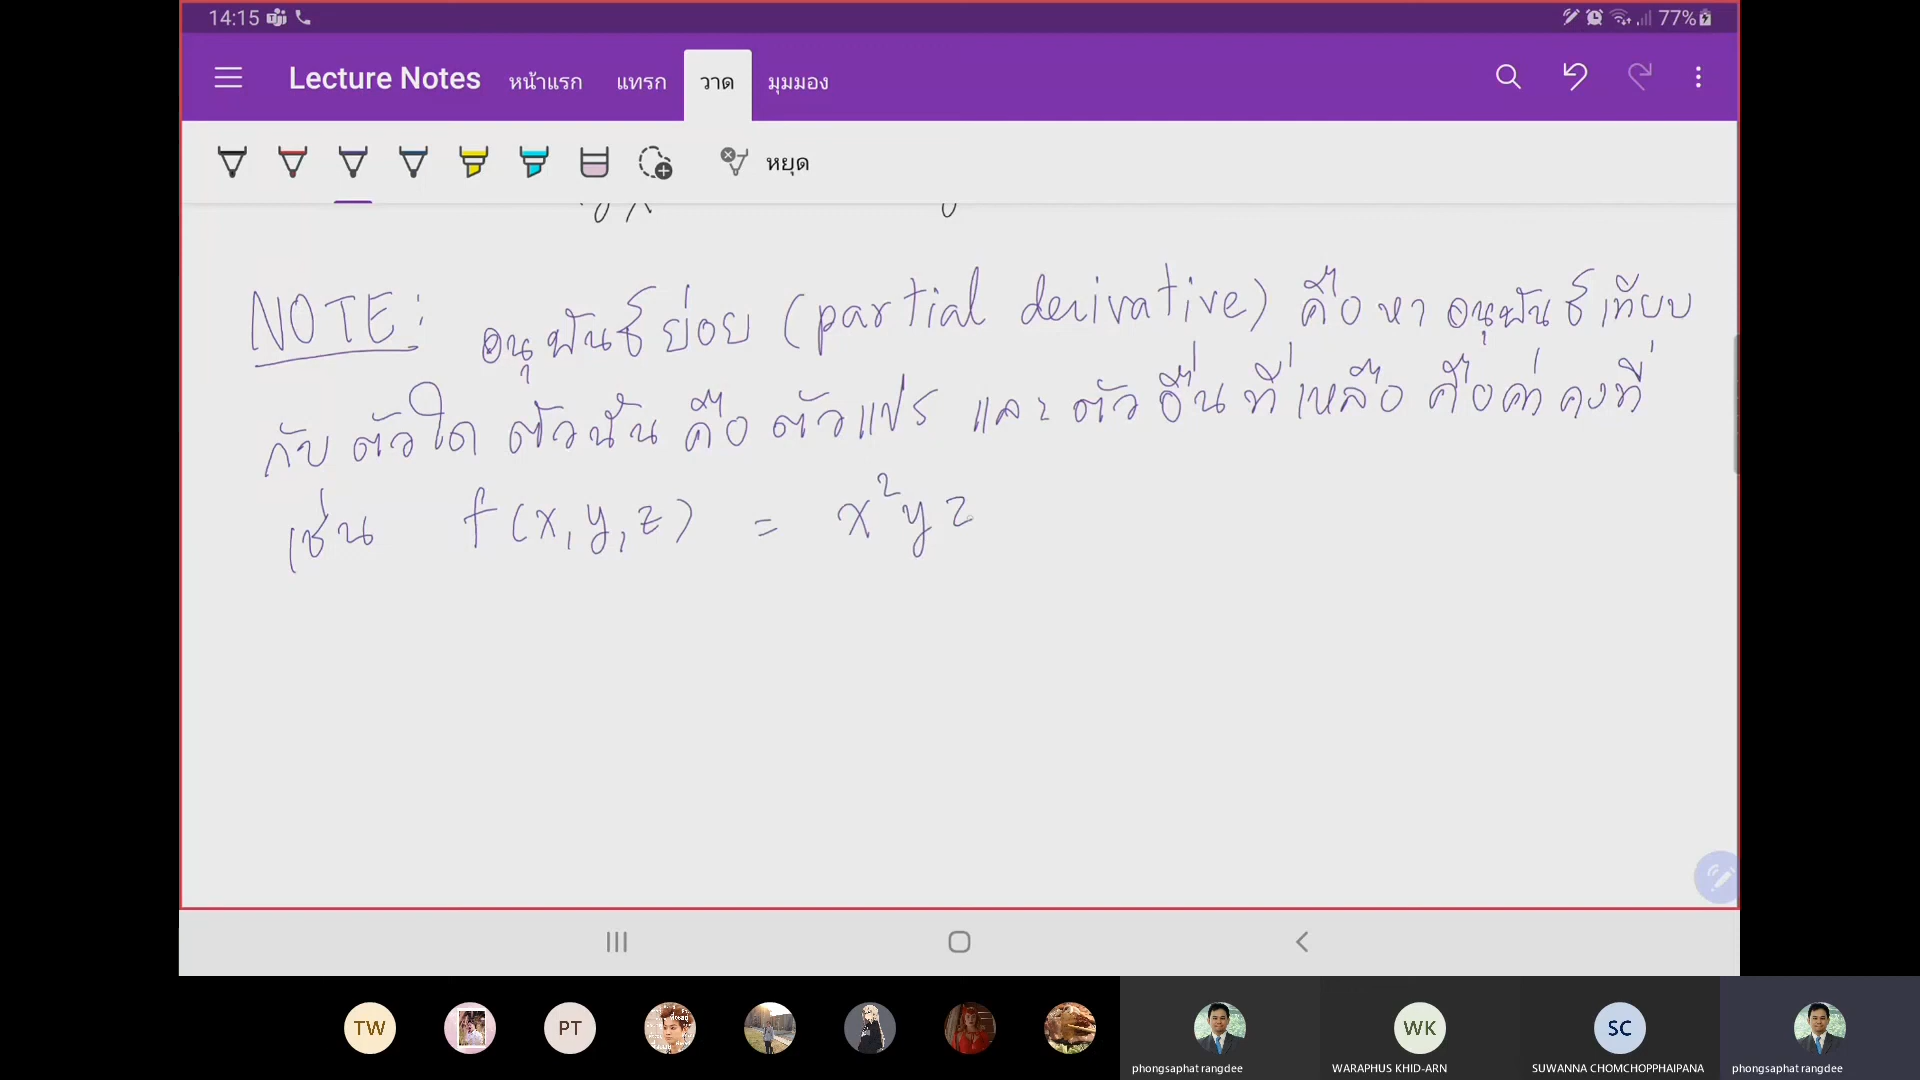 14:15 77%
Lecture Notes หน้าแรก แทรก วาด มุมมอง
หยุด
NOTE: อนุพันธ์ย่อย (partial derivative) คือ หา อนุพันธ์ เทียบ
กับ ตัวใด ตัวนั้น คือ ตัวแปร และ ตัวอื่น ที่เหลือ คือค่า คงที่
เช่น f(x,y,z) = x²yz
TW PT WK SC
phongsaphat rangdee WARAPHUS KHID-ARN SUWANNA CHOMCHOPPHAIPANA phongsaphat rangdee